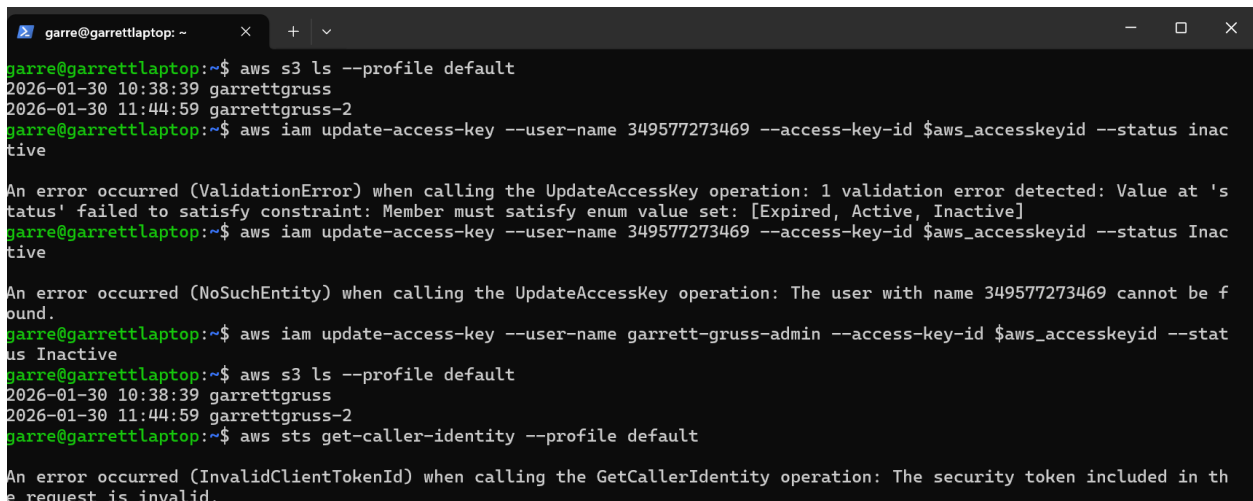 garre@garrettlaptop: ~
garre@garrettlaptop:~$ aws s3 ls --profile default
2026-01-30 10:38:39 garrettgruss
2026-01-30 11:44:59 garrettgruss-2
garre@garrettlaptop:~$ aws iam update-access-key --user-name 349577273469 --access-key-id $aws_accesskeyid --status inac
tive
An error occurred (ValidationError) when calling the UpdateAccessKey operation: 1 validation error detected: Value at 's
tatus' failed to satisfy constraint: Member must satisfy enum value set: [Expired, Active, Inactive]
garre@garrettlaptop:~$ aws iam update-access-key --user-name 349577273469 --access-key-id $aws_accesskeyid --status Inac
tive
An error occurred (NoSuchEntity) when calling the UpdateAccessKey operation: The user with name 349577273469 cannot be f
ound.
garre@garrettlaptop:~$ aws iam update-access-key --user-name garrett-gruss-admin --access-key-id $aws_accesskeyid --stat
us Inactive
garre@garrettlaptop:~$ aws s3 ls --profile default
2026-01-30 10:38:39 garrettgruss
2026-01-30 11:44:59 garrettgruss-2
garre@garrettlaptop:~$ aws sts get-caller-identity --profile default
An error occurred (InvalidClientTokenId) when calling the GetCallerIdentity operation: The security token included in th
e request is invalid.